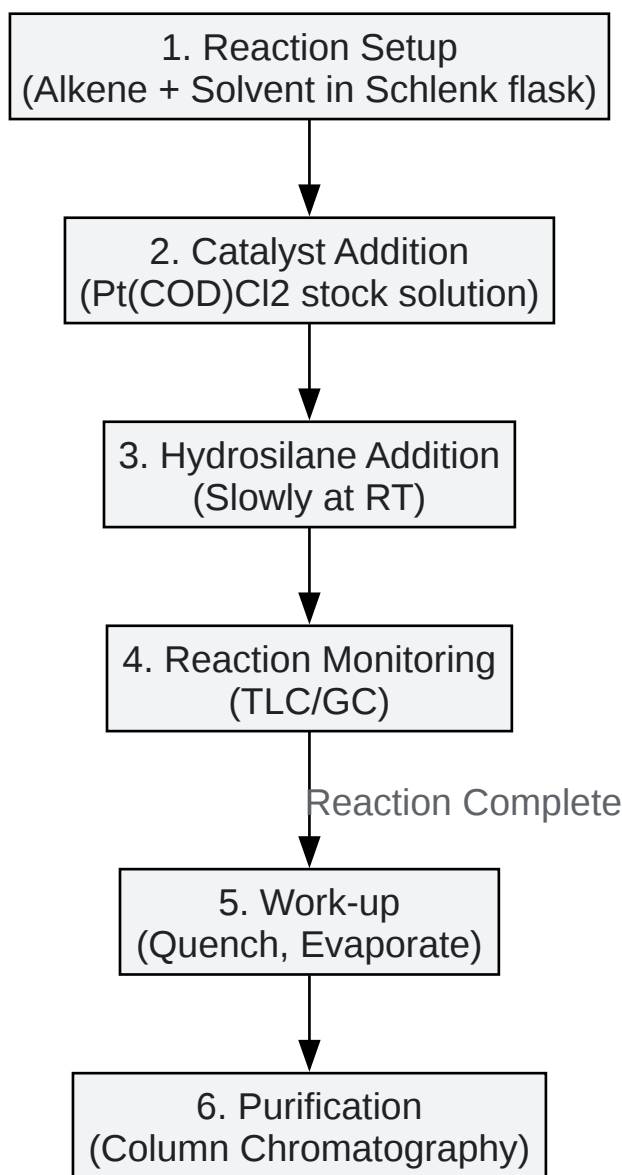 1. Reaction Setup
(Alkene + Solvent in Schlenk flask)
2. Catalyst Addition
(Pt(COD)Cl2 stock solution)
3. Hydrosilane Addition
(Slowly at RT)
4. Reaction Monitoring
(TLC/GC)
Reaction Complete
5. Work-up
(Quench, Evaporate)
6. Purification
(Column Chromatography)